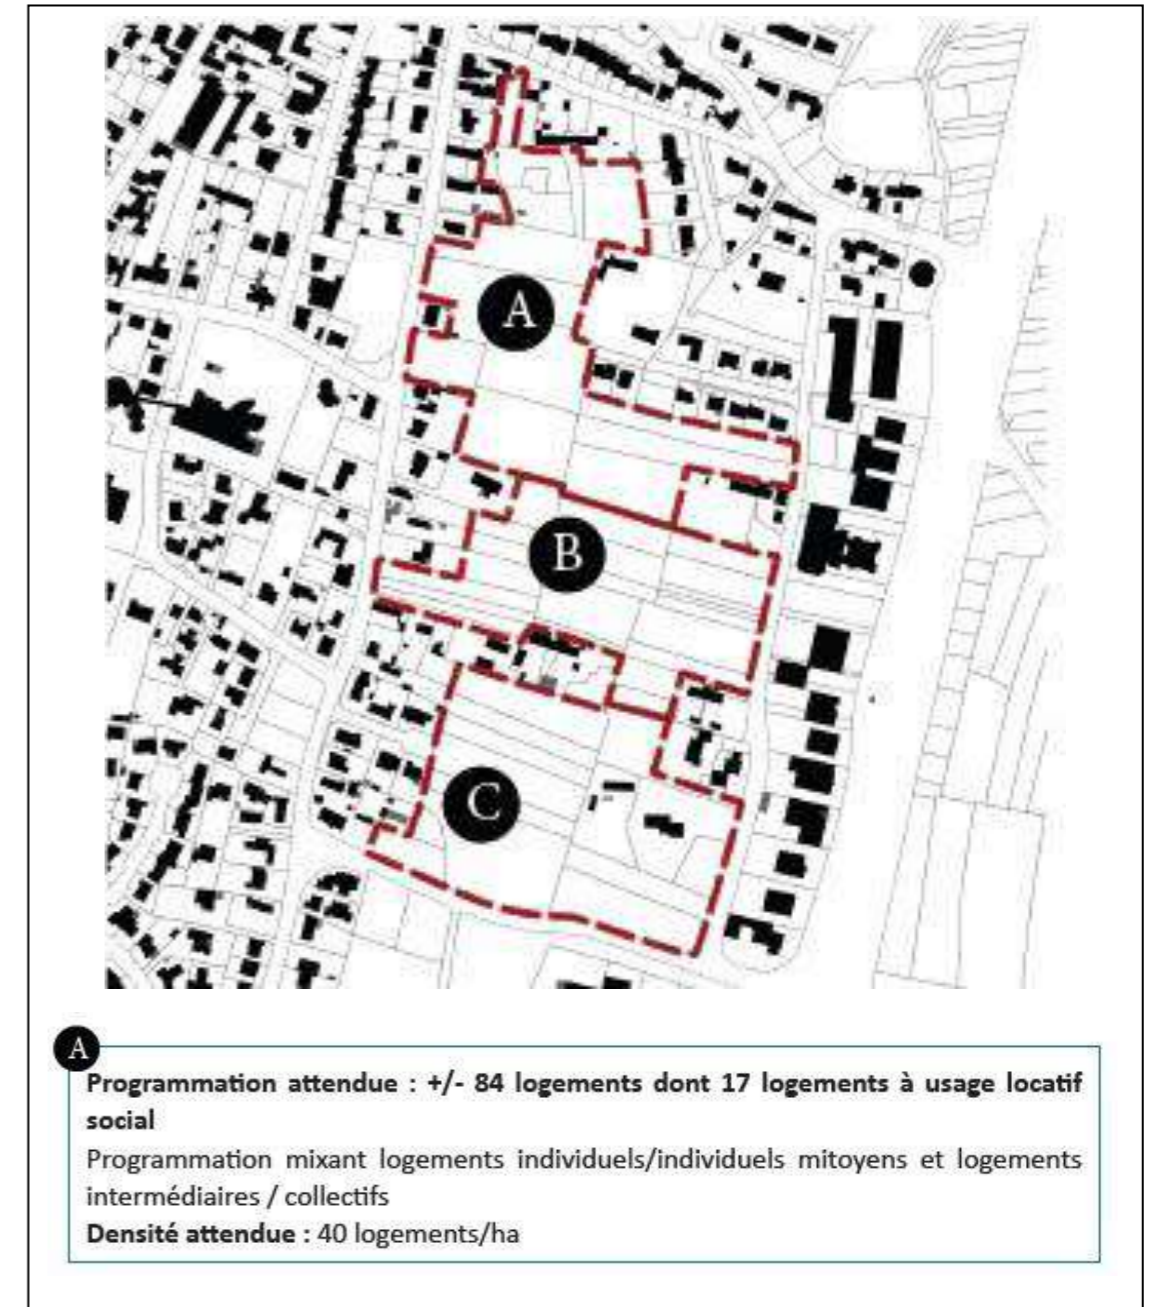 A
B
C
A
Programmation attendue : +/- 84 logements dont 17 logements à usage locatif
social
Programmation mixant logements individuels/individuels mitoyens et logements
intermédiaires / collectifs
Densité attendue : 40 logements/ha